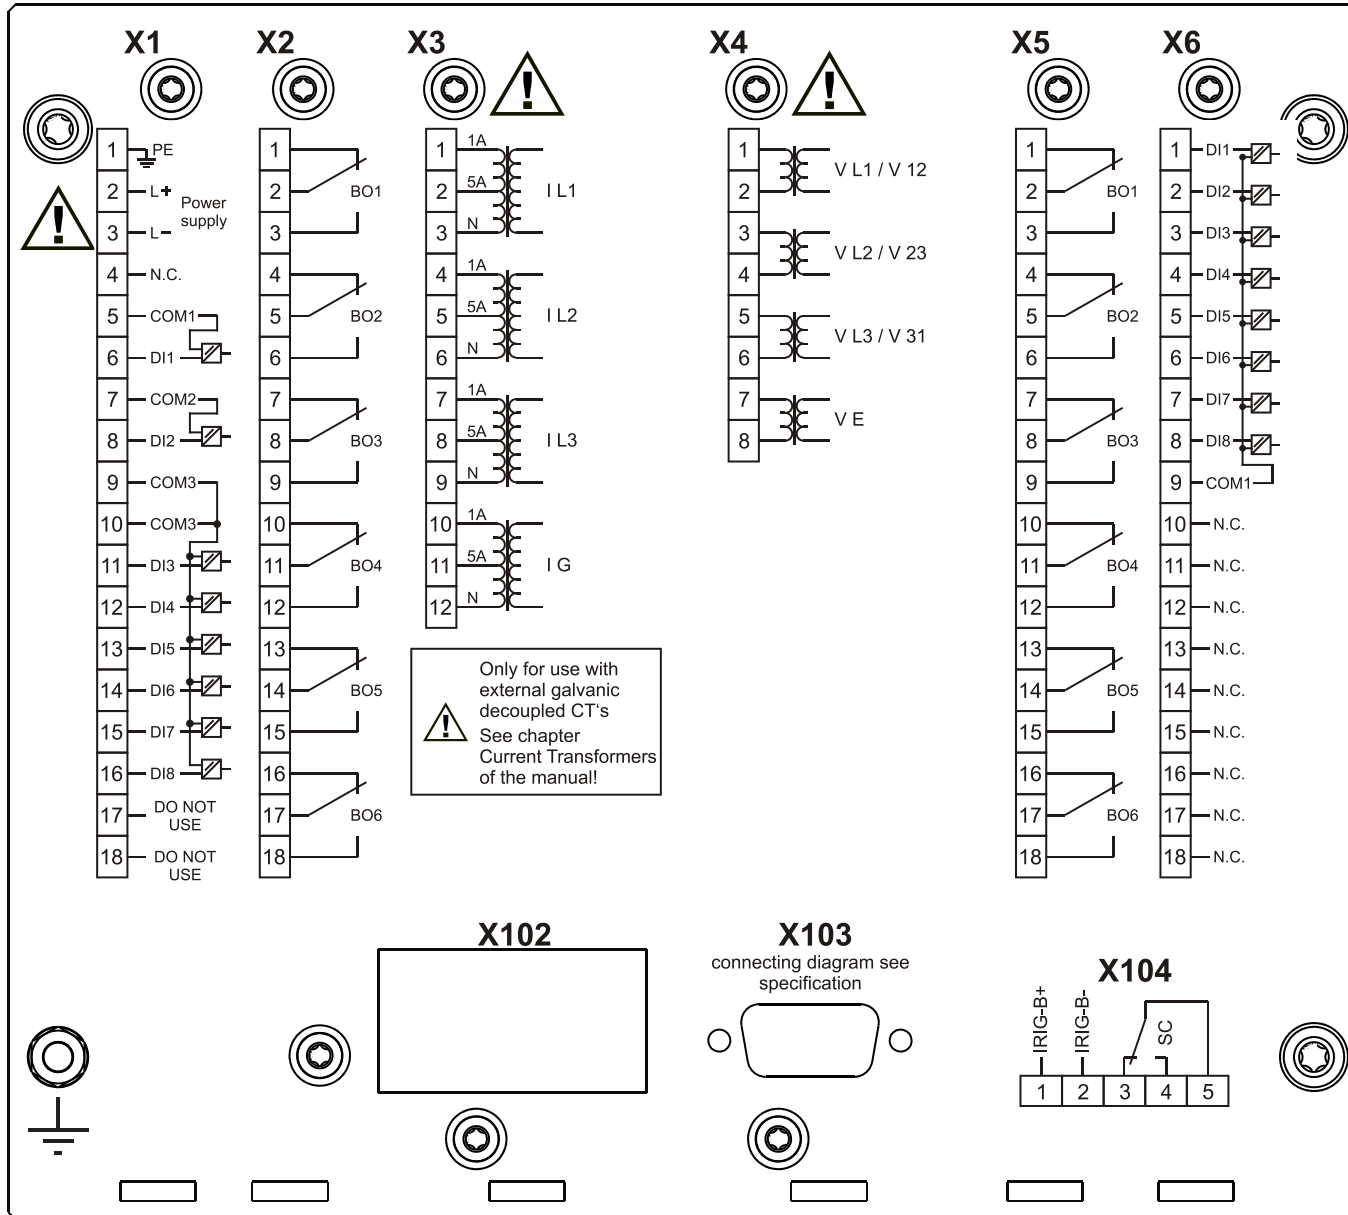 X1
X2
X3
X4
X5
X6
1 PE
2 L+
3 L-
Power
supply
4 N.C.
5 COM1
6 DI1
7 COM2
8 DI2
9 COM3
10 COM3
11 DI3
12 DI4
13 DI5
14 DI6
15 DI7
16 DI8
17 DO NOT
USE
18 DO NOT
USE
1
2 BO1
3
4
5 BO2
6
7
8 BO3
9
10
11 BO4
12
13
14 BO5
15
16
17 BO6
18
!
1 1A
2 5A I L1
3 N
4 1A
5 5A I L2
6 N
7 1A
8 5A I L3
9 N
10 1A
11 5A I G
12 N
!
Only for use with
external galvanic
decoupled CT‘s
See chapter
Current Transformers
of the manual!
!
1
V L1 / V 12
2
3
V L2 / V 23
4
5
V L3 / V 31
6
7
V E
8
!
1
2 BO1
3
4
5 BO2
6
7
8 BO3
9
10
11 BO4
12
13
14 BO5
15
16
17 BO6
18
1 DI1
2 DI2
3 DI3
4 DI4
5 DI5
6 DI6
7 DI7
8 DI8
9 COM1
10 N.C.
11 N.C.
12 N.C.
13 N.C.
14 N.C.
15 N.C.
16 N.C.
17 N.C.
18 N.C.
X102
X103
connecting diagram see
specification
X104
IRIG-B+
IRIG-B-
SC
1 2 3 4 5